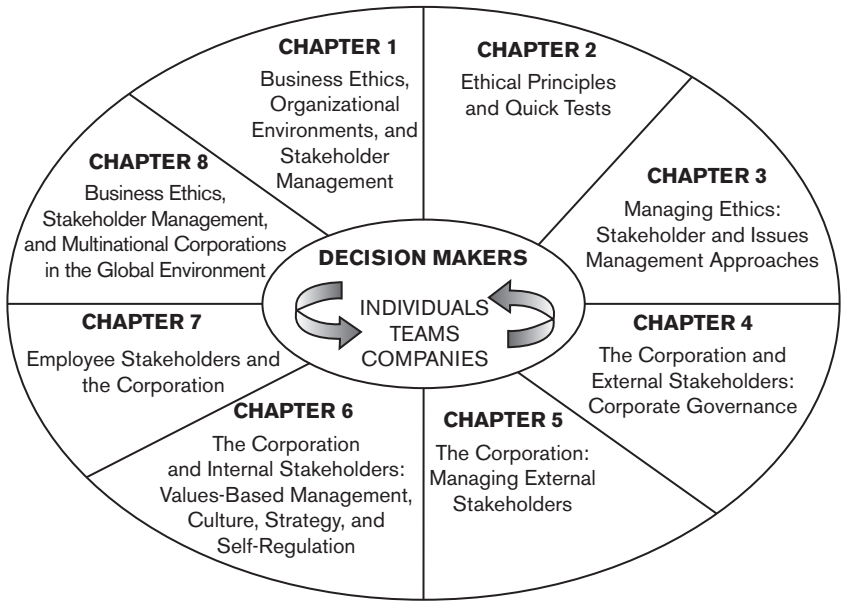 CHAPTER 1
Business Ethics,
Organizational
Environments, and
Stakeholder
Management
CHAPTER 2
Ethical Principles
and Quick Tests
CHAPTER 3
Managing Ethics:
Stakeholder and Issues
Management Approaches
CHAPTER 4
The Corporation and
External Stakeholders:
Corporate Governance
CHAPTER 5
The Corporation:
Managing External
Stakeholders
CHAPTER 6
The Corporation
and Internal Stakeholders:
Values-Based Management,
Culture, Strategy, and
Self-Regulation
CHAPTER 7
Employee Stakeholders and
the Corporation
CHAPTER 8
Business Ethics,
Stakeholder Management,
and Multinational Corporations
in the Global Environment
DECISION MAKERS
INDIVIDUALS
TEAMS
COMPANIES